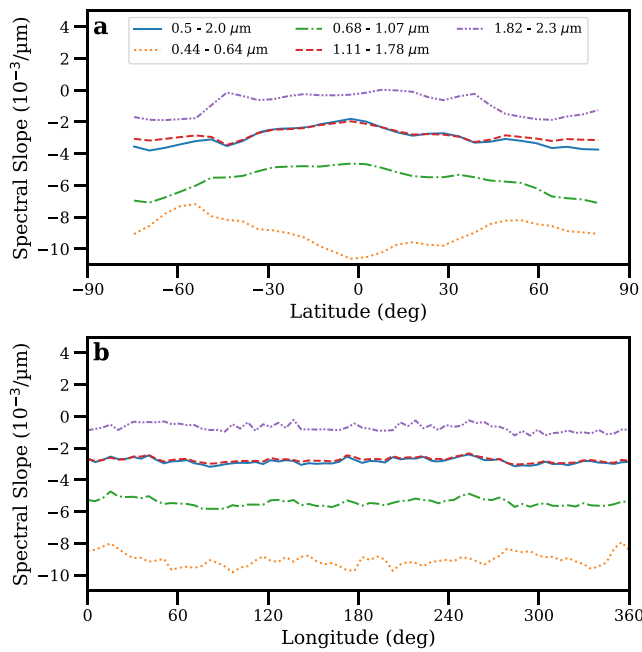 a
0.5 - 2.0 μm
0.44 - 0.64 μm
0.68 - 1.07 μm
1.11 - 1.78 μm
1.82 - 2.3 μm
Spectral Slope (10⁻³/μm)
4
2
0
−2
−4
−6
−8
−10
−90
−60
−30
0
30
60
90
Latitude (deg)
b
Spectral Slope (10⁻³/μm)
4
2
0
−2
−4
−6
−8
−10
0
60
120
180
240
300
360
Longitude (deg)